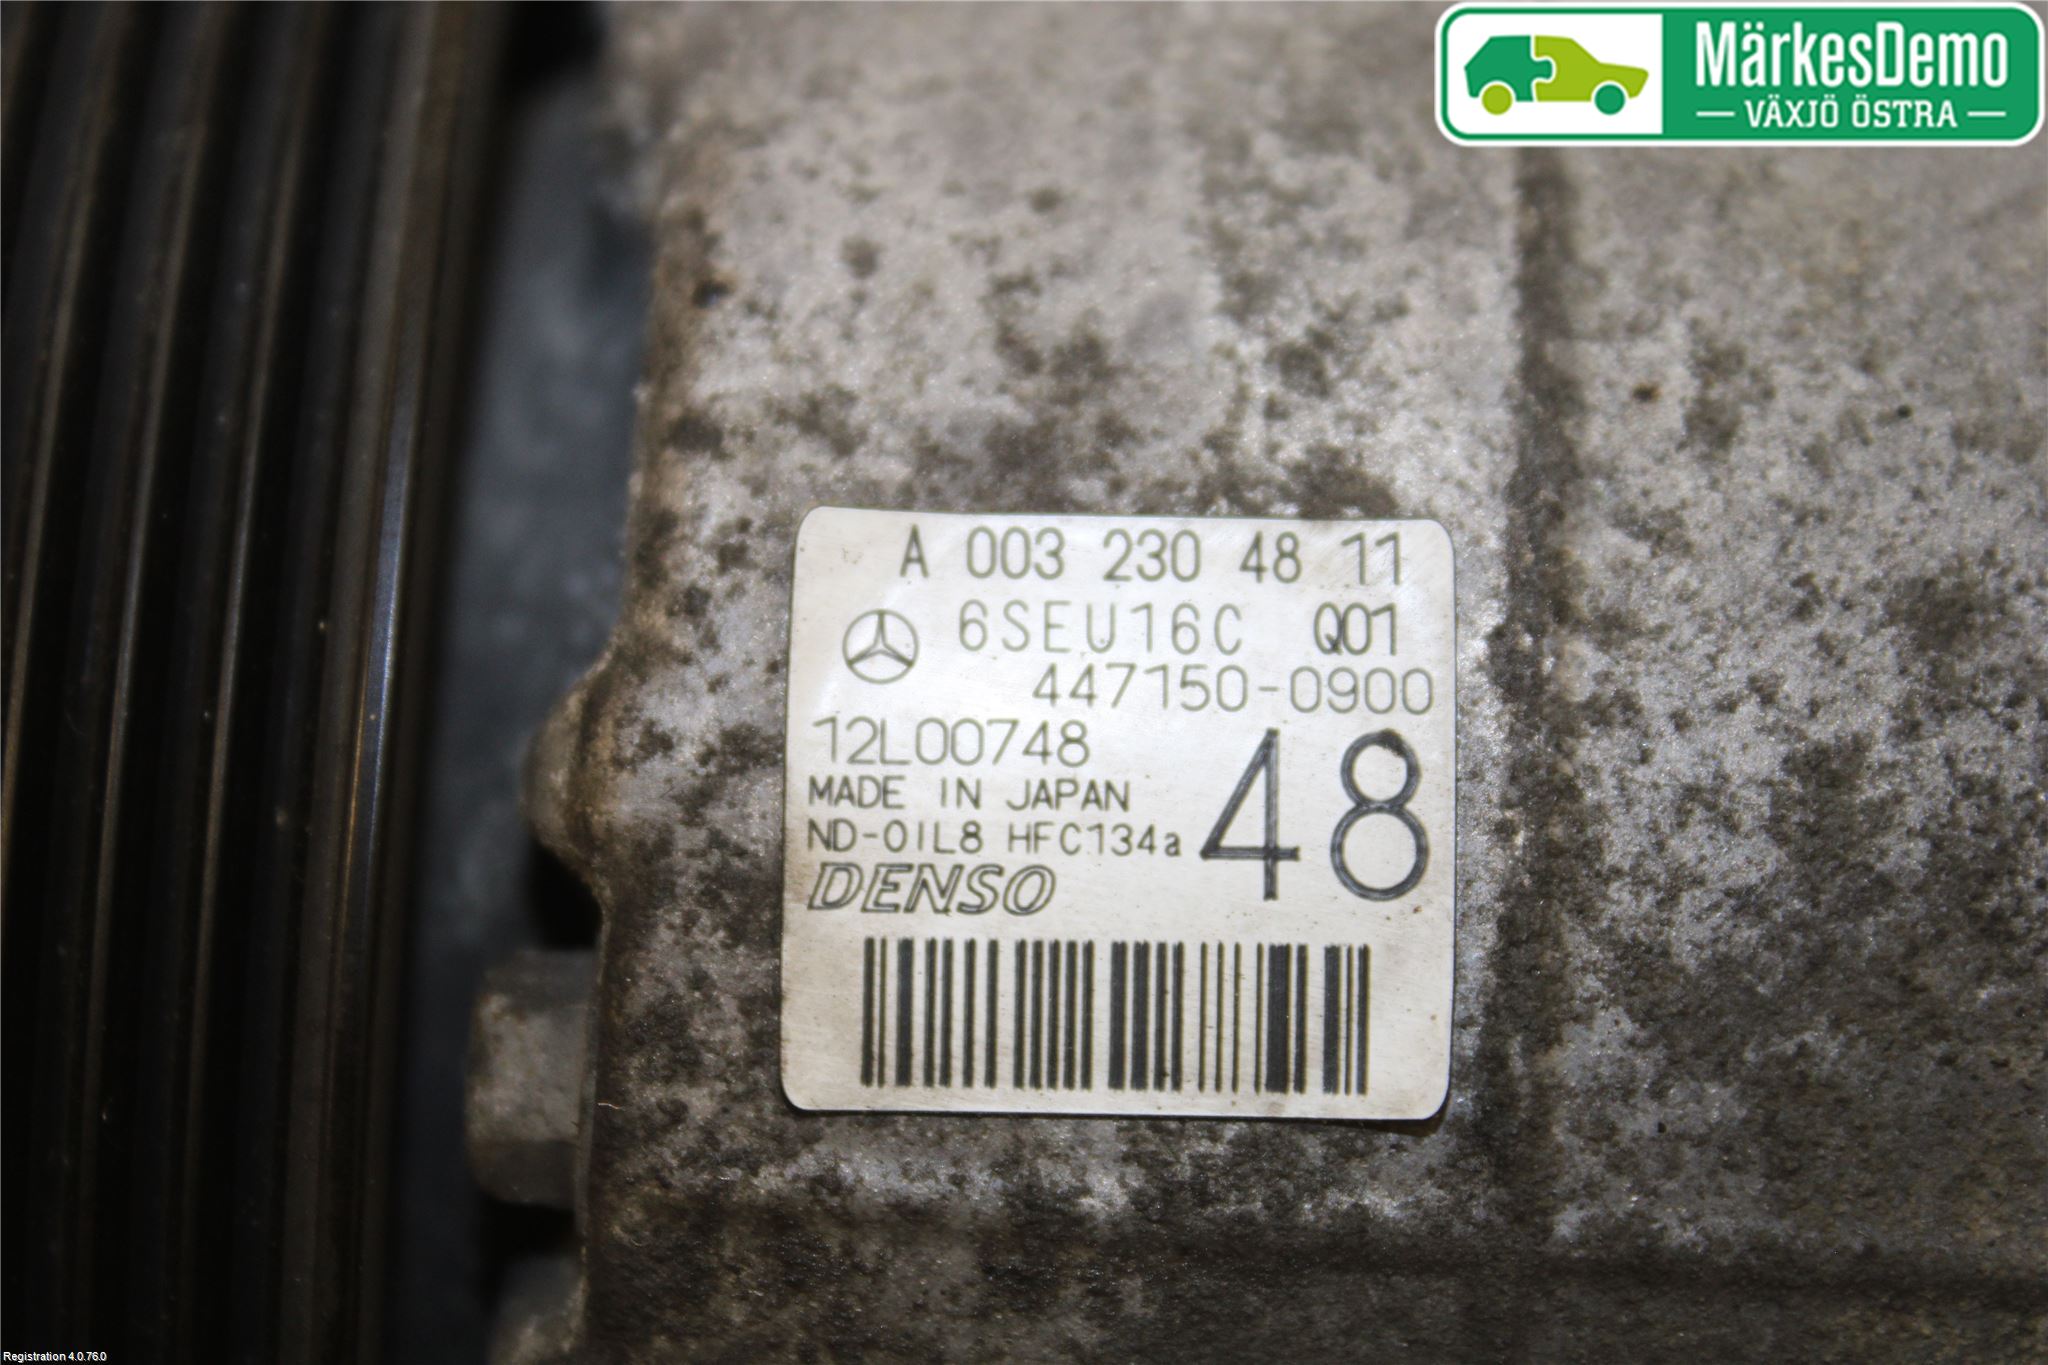 MärkesDemo
VÄXJÖ ÖSTRA
A 003 230 48 11
6SEU16C Q01
447150-0900
12L00748
48
MADE IN JAPAN
ND-OIL8 HFC134a
DENSO
Registration 4.0.76.0